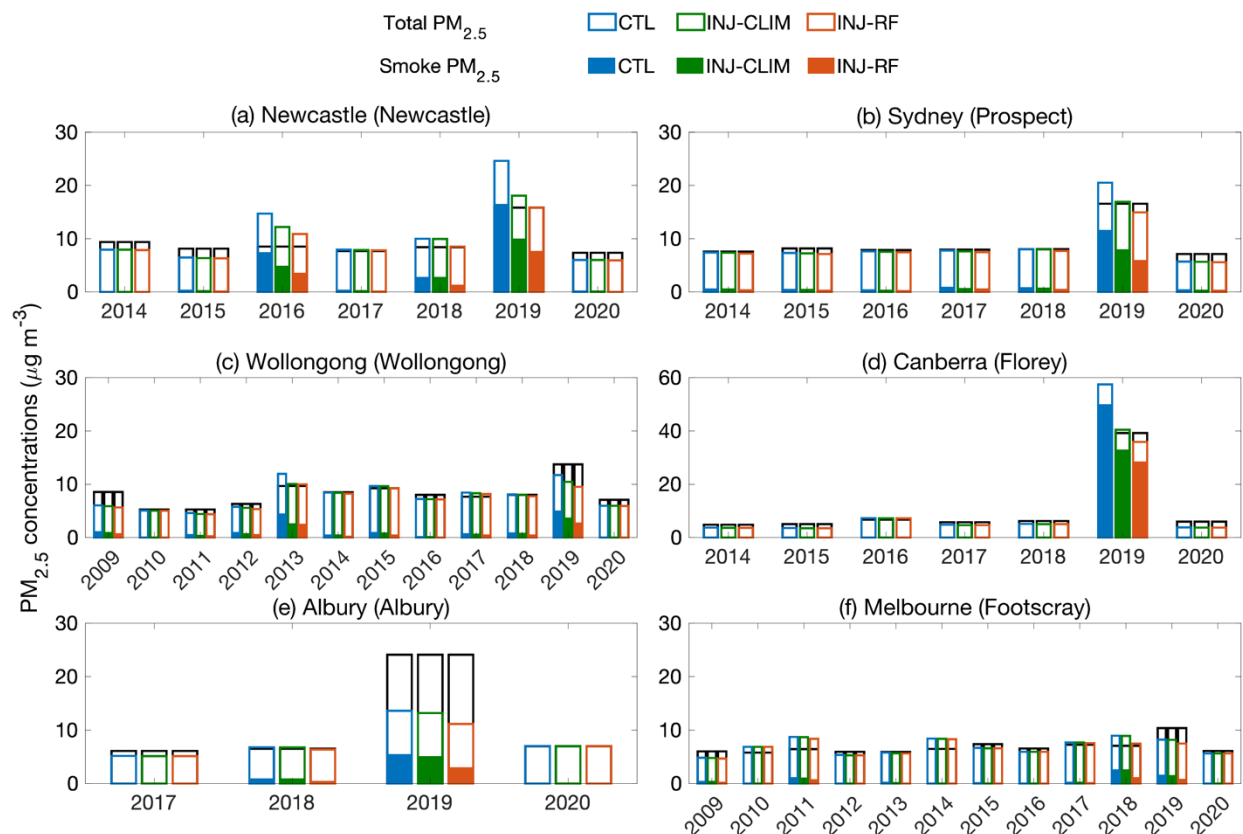 Total PM2.5 CTL INJ-CLIM INJ-RF
Smoke PM2.5 CTL INJ-CLIM INJ-RF
PM2.5 concentrations (μg m-3)
(a) Newcastle (Newcastle)
30
20
10
0
2014 2015 2016 2017 2018 2019 2020
(b) Sydney (Prospect)
30
20
10
0
2014 2015 2016 2017 2018 2019 2020
(c) Wollongong (Wollongong)
30
20
10
0
2009 2010 2011 2012 2013 2014 2015 2016 2017 2018 2019 2020
(d) Canberra (Florey)
60
40
20
0
2014 2015 2016 2017 2018 2019 2020
(e) Albury (Albury)
30
20
10
0
2017 2018 2019 2020
(f) Melbourne (Footscray)
30
20
10
0
2009 2010 2011 2012 2013 2014 2015 2016 2017 2018 2019 2020